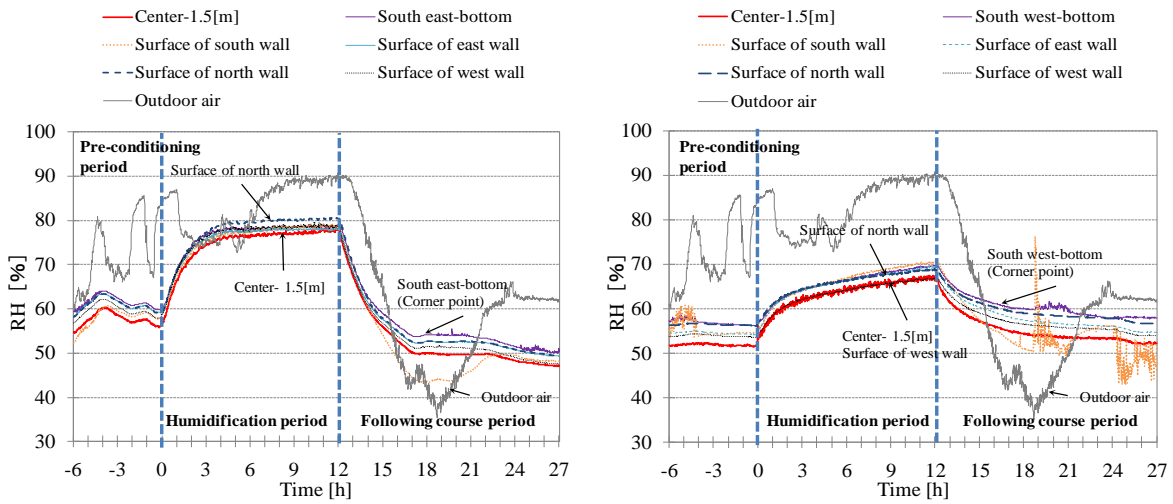 Center-1.5[m]
South east-bottom
Surface of south wall
Surface of east wall
Surface of north wall
Surface of west wall
Outdoor air
100
90
80
70
60
50
40
30
RH [%]
Pre-conditioning
period
Surface of north wall
Center- 1.5[m]
South east-bottom
(Corner point)
Outdoor air
Humidification period
Following course period
-6 -3 0 3 6 9 12 15 18 21 24 27
Time [h]
Center-1.5[m]
South west-bottom
Surface of south wall
Surface of east wall
Surface of north wall
Surface of west wall
Outdoor air
100
90
80
70
60
50
40
30
RH [%]
Pre-conditioning
period
Surface of north wall
South west-bottom
(Corner point)
Center- 1.5[m]
Surface of west wall
Outdoor air
Humidification period
Following course period
-6 -3 0 3 6 9 12 15 18 21 24 27
Time [h]